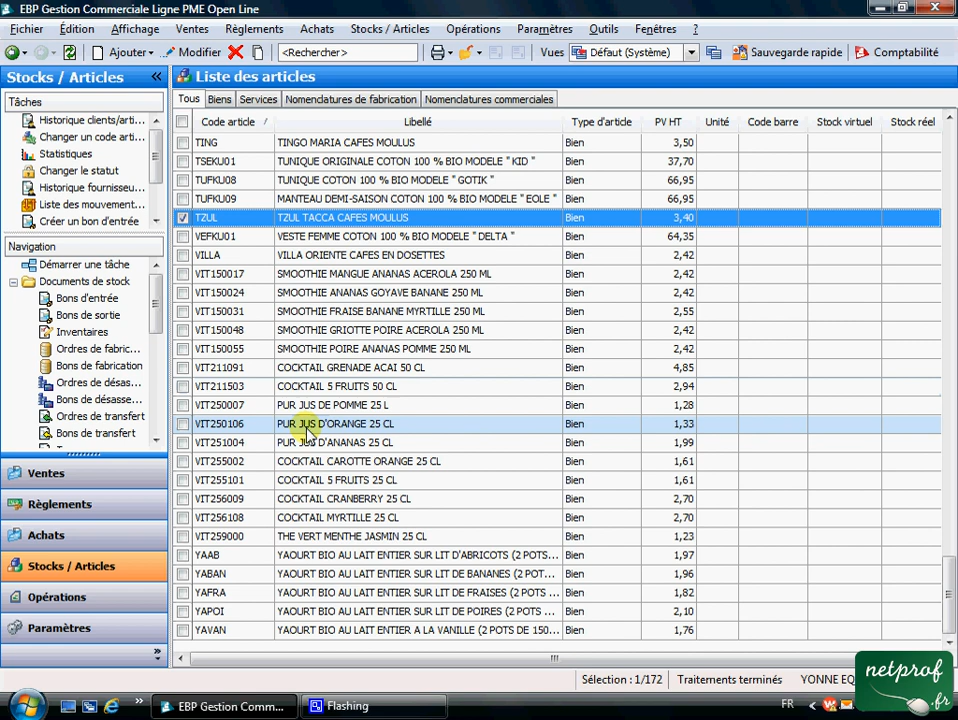 EBP Gestion Commerciale Ligne PME Open Line
Fichier Édition Affichage Ventes Règlements Achats Stocks / Articles Opérations Paramètres Outils Fenêtres ?
Ajouter Modifier <Rechercher> Vues Défaut (Système) Sauvegarde rapide Comptabilité
Stocks / Articles «
Liste des articles
Tâches
Historique clients/arti...
Changer un code arti...
Statistiques
Changer le statut
Historique fournisseu...
Liste des mouvement...
Créer un bon d'entrée
Navigation
Démarrer une tâche
Documents de stock
Bons d'entrée
Bons de sortie
Inventaires
Ordres de fabric...
Bons de fabrication
Ordres de désas...
Bons de désasse...
Ordres de transfert
Bons de transfert
Ventes
Règlements
Achats
Stocks / Articles
Opérations
Paramètres
»
Tous Biens Services Nomenclatures de fabrication Nomenclatures commerciales
Code article / Libellé Type d'article PV HT Unité Code barre Stock virtuel Stock réel
TING TINGO MARIA CAFES MOULUS Bien 3,50
TSEKU01 TUNIQUE ORIGINALE COTON 100 % BIO MODELE " KID " Bien 37,70
TUFKU08 TUNIQUE COTON 100 % BIO MODELE " GOTIK " Bien 66,95
TUFKU09 MANTEAU DEMI-SAISON COTON 100 % BIO MODELE " EOLE " Bien 66,95
TZUL TZUL TACCA CAFES MOULUS Bien 3,40
VEFKU01 VESTE FEMME COTON 100 % BIO MODELE " DELTA " Bien 64,35
VILLA VILLA ORIENTE CAFES EN DOSETTES Bien 2,42
VIT150017 SMOOTHIE MANGUE ANANAS ACEROLA 250 ML Bien 2,42
VIT150024 SMOOTHIE ANANAS GOYAVE BANANE 250 ML Bien 2,42
VIT150031 SMOOTHIE FRAISE BANANE MYRTILLE 250 ML Bien 2,55
VIT150048 SMOOTHIE GRIOTTE POIRE ACEROLA 250 ML Bien 2,42
VIT150055 SMOOTHIE POIRE ANANAS POMME 250 ML Bien 2,42
VIT211091 COCKTAIL GRENADE ACAI 50 CL Bien 4,85
VIT211503 COCKTAIL 5 FRUITS 50 CL Bien 2,94
VIT250007 PUR JUS DE POMME 25 L Bien 1,28
VIT250106 PUR JUS D'ORANGE 25 CL Bien 1,33
VIT251004 PUR JUS D'ANANAS 25 CL Bien 1,99
VIT255002 COCKTAIL CAROTTE ORANGE 25 CL Bien 1,61
VIT255101 COCKTAIL 5 FRUITS 25 CL Bien 1,61
VIT256009 COCKTAIL CRANBERRY 25 CL Bien 2,70
VIT256108 COCKTAIL MYRTILLE 25 CL Bien 2,70
VIT259000 THE VERT MENTHE JASMIN 25 CL Bien 1,23
YAAB YAOURT BIO AU LAIT ENTIER SUR LIT D'ABRICOTS (2 POTS... Bien 1,97
YABAN YAOURT BIO AU LAIT ENTIER SUR LIT DE BANANES (2 POT... Bien 1,96
YAFRA YAOURT BIO AU LAIT ENTIER SUR LIT DE FRAISES (2 POTS ... Bien 1,82
YAPOI YAOURT BIO AU LAIT ENTIER SUR LIT DE POIRES (2 POTS ... Bien 2,10
YAVAN YAOURT BIO AU LAIT ENTIER A LA VANILLE (2 POTS DE 150... Bien 1,76
Sélection : 1/172 Traitements terminés YONNE EQ
netprof
.fr
EBP Gestion Comm... Flashing FR